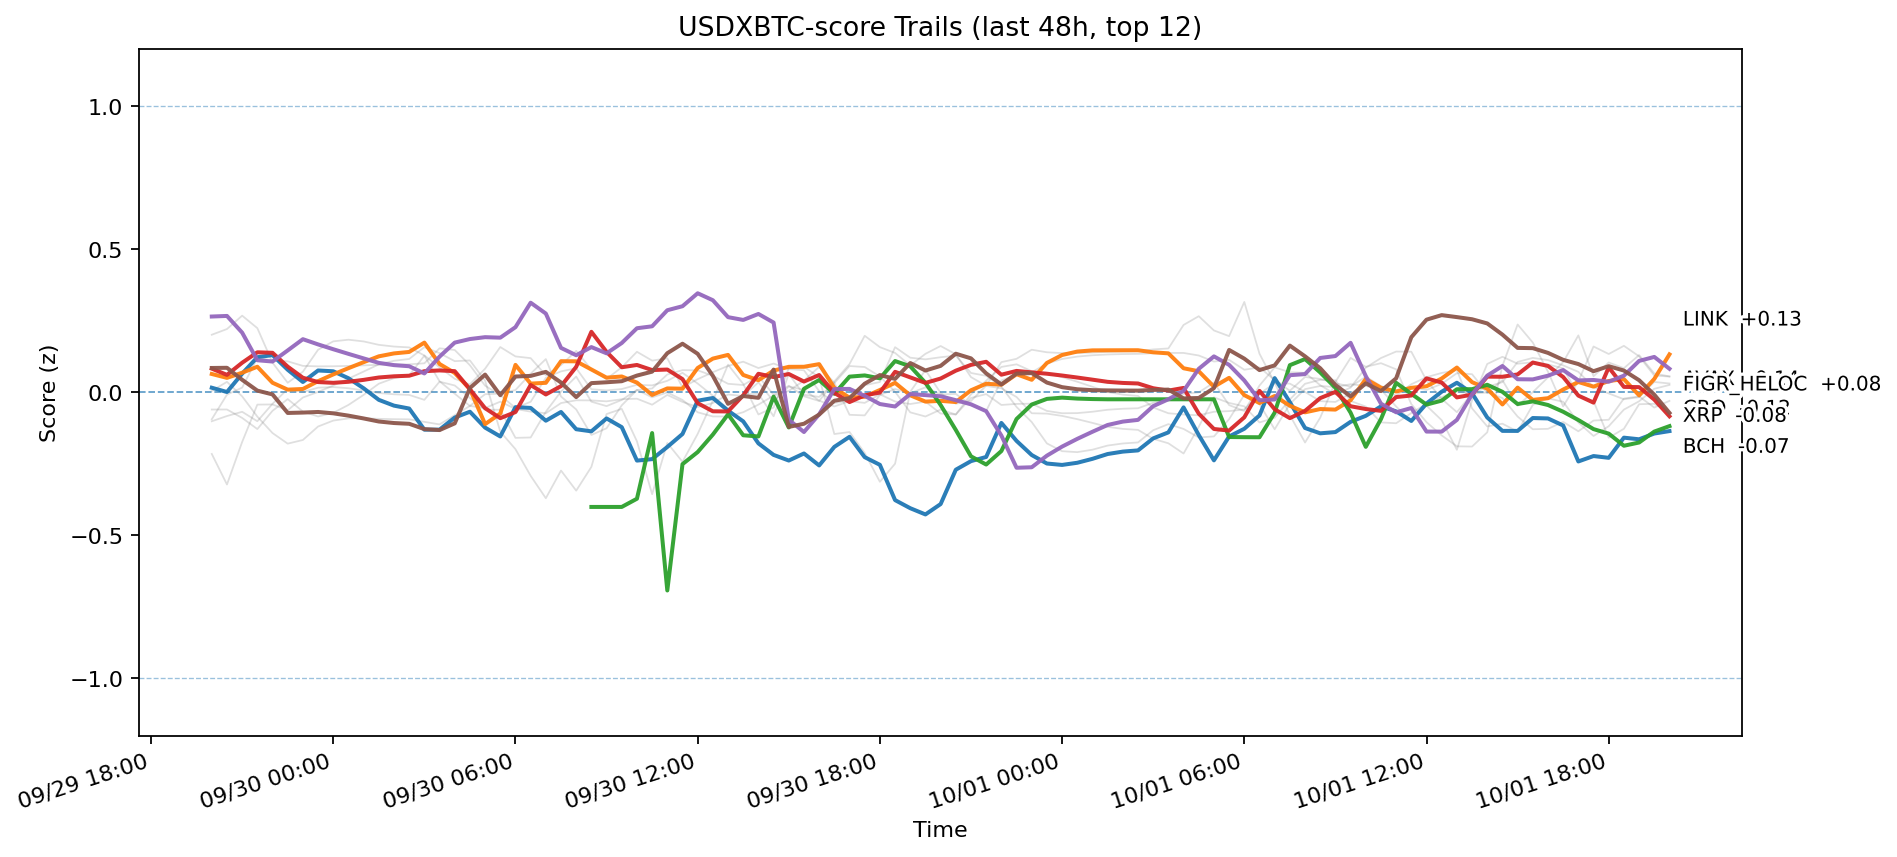 USDXBTC-score Trails (last 48h, top 12)
Score (z)
1.0
0.5
0.0
−0.5
−1.0
LINK +0.13
FIGR_HELOC +0.08
XRP -0.08
BCH -0.07
09/29 18:00
09/30 00:00
09/30 06:00
09/30 12:00
09/30 18:00
10/01 00:00
10/01 06:00
10/01 12:00
10/01 18:00
Time